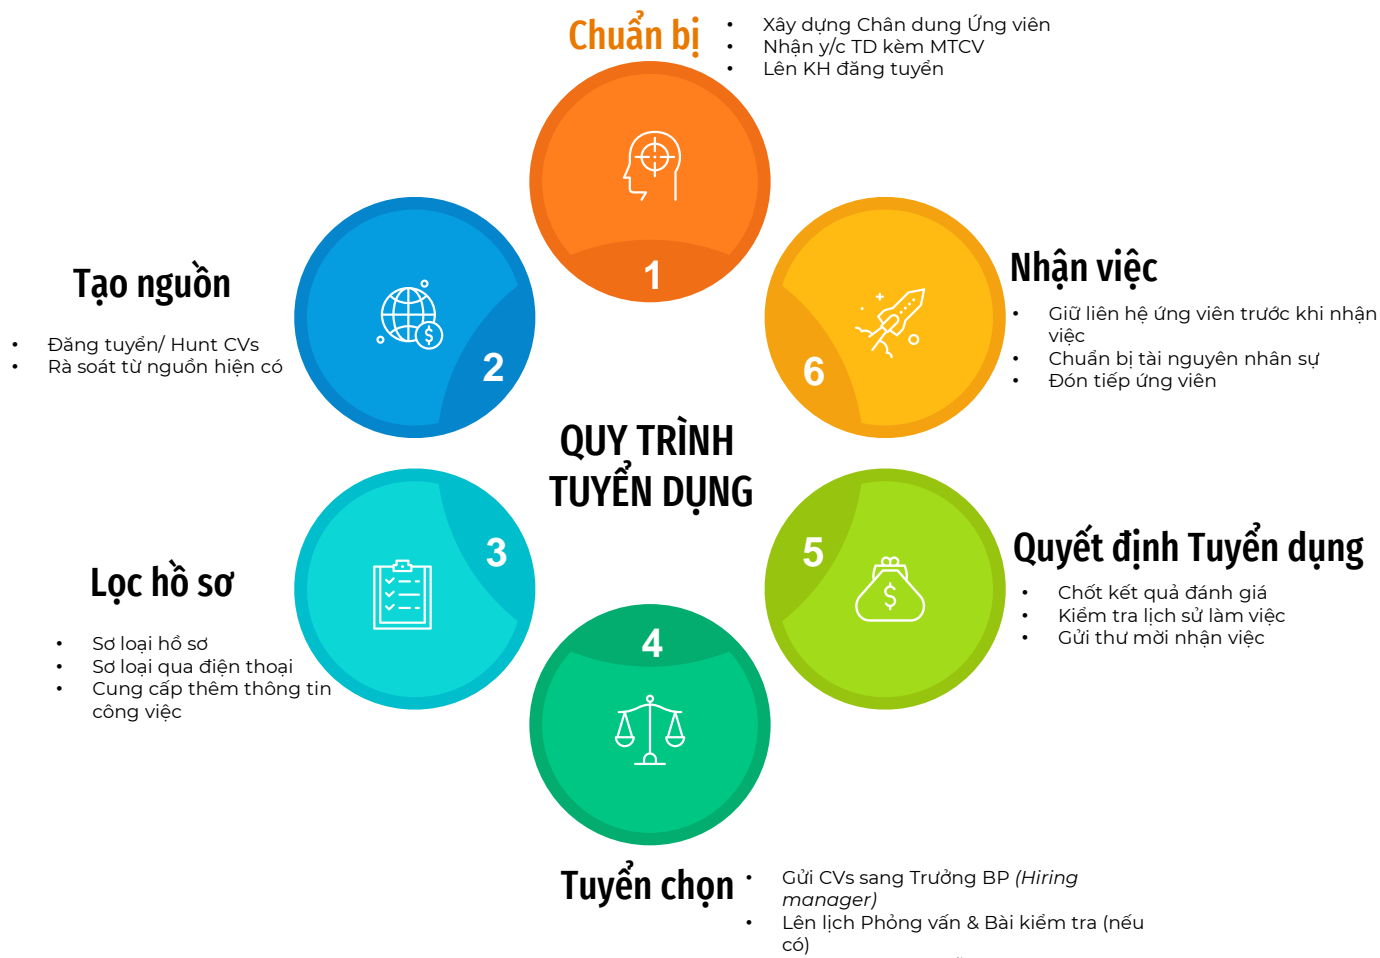 Chuẩn bị
• Xây dựng Chân dung Ứng viên
• Nhận y/c TD kèm MTCV
• Lên KH đăng tuyển
1
Tạo nguồn
• Đăng tuyển/ Hunt CVs
• Rà soát từ nguồn hiện có
2
Nhận việc
• Giữ liên hệ ứng viên trước khi nhận
việc
• Chuẩn bị tài nguyên nhân sự
• Đón tiếp ứng viên
6
QUY TRÌNH
TUYỂN DỤNG
Lọc hồ sơ
• Sơ loại hồ sơ
• Sơ loại qua điện thoại
• Cung cấp thêm thông tin
công việc
3
$
$
5
Quyết định Tuyển dụng
• Chốt kết quả đánh giá
• Kiểm tra lịch sử làm việc
• Gửi thư mời nhận việc
4
Tuyển chọn
• Gửi CVs sang Trưởng BP (Hiring
manager)
• Lên lịch Phỏng vấn & Bài kiểm tra (nếu
có)